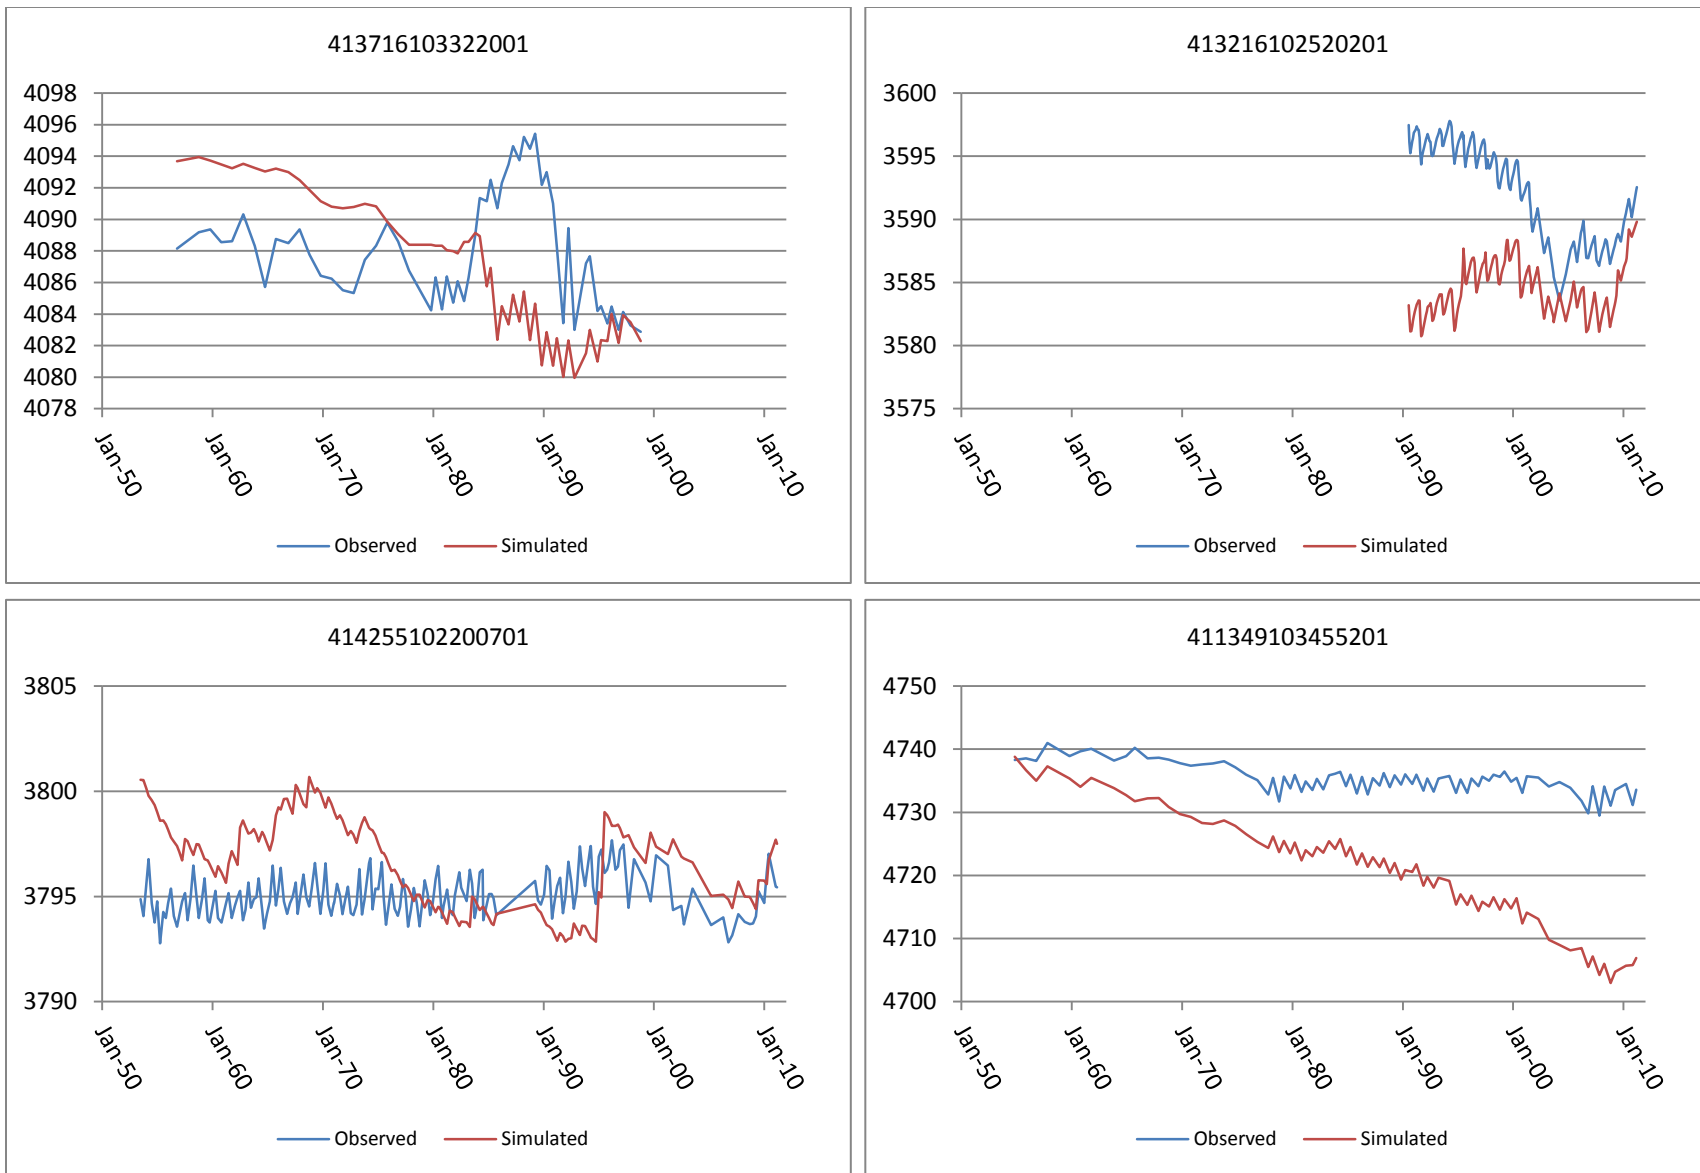 413716103322001
4098
4096
4094
4092
4090
4088
4086
4084
4082
4080
4078
Jan-50
Jan-60
Jan-70
Jan-80
Jan-90
Jan-00
Jan-10
Observed
Simulated
413216102520201
3600
3595
3590
3585
3580
3575
Jan-50
Jan-60
Jan-70
Jan-80
Jan-90
Jan-00
Jan-10
Observed
Simulated
414255102200701
3805
3800
3795
3790
Jan-50
Jan-60
Jan-70
Jan-80
Jan-90
Jan-00
Jan-10
Observed
Simulated
411349103455201
4750
4740
4730
4720
4710
4700
Jan-50
Jan-60
Jan-70
Jan-80
Jan-90
Jan-00
Jan-10
Observed
Simulated